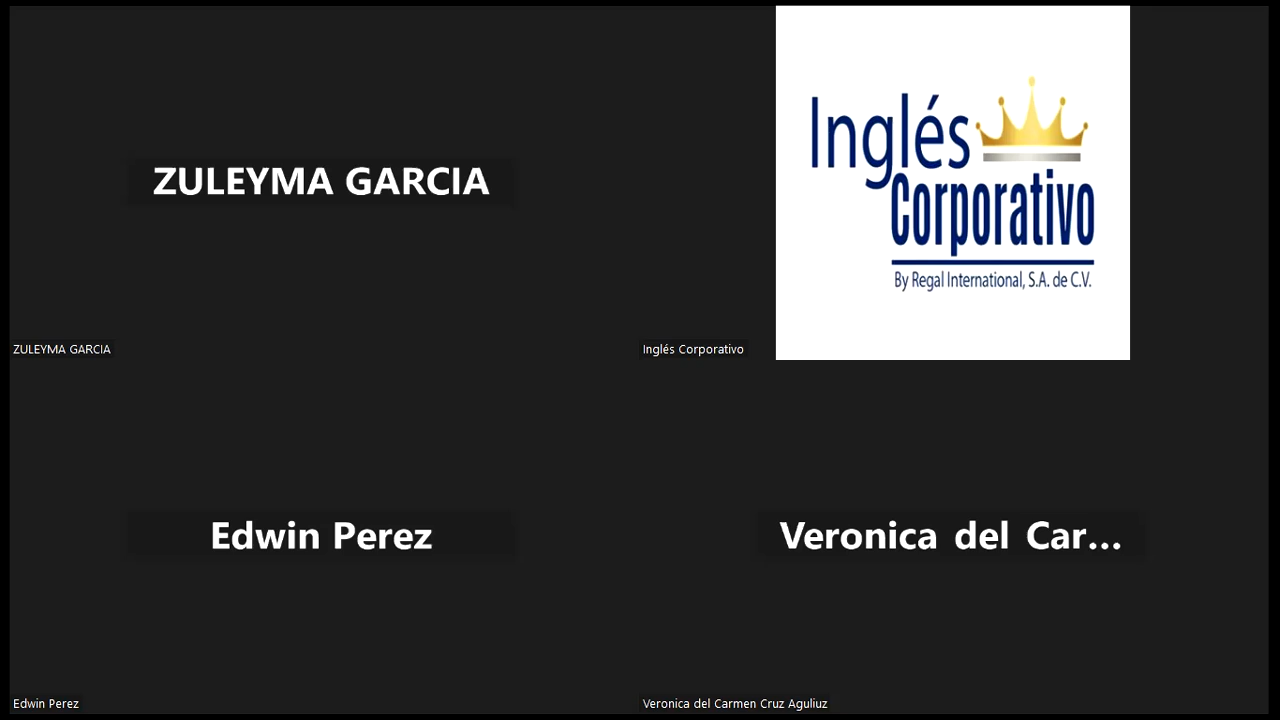 ZULEYMA GARCIA
ZULEYMA GARCIA
Inglés
Corporativo
By Regal International, S.A. de C.V.
Inglés Corporativo
Edwin Perez
Edwin Perez
Veronica del Car...
Veronica del Carmen Cruz Aguliuz